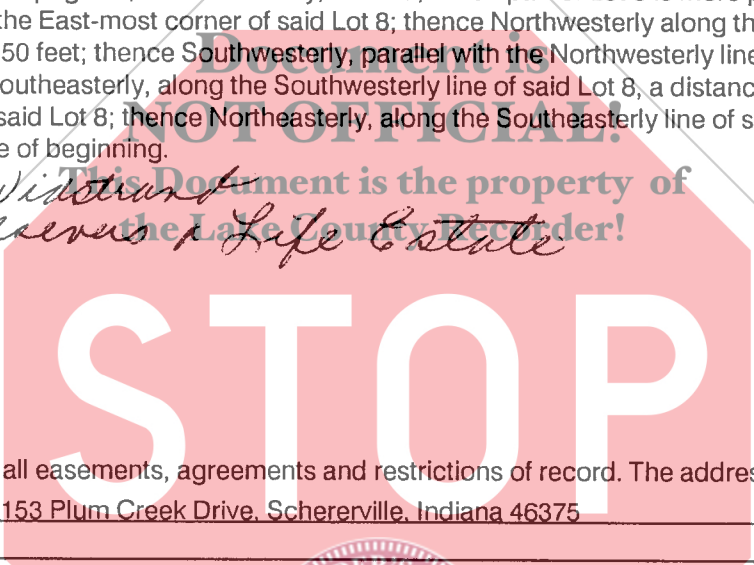 the East-most corner of said Lot 8; thence Northwesterly along th
50 feet; thence Southwesterly, parallel with the Northwesterly line
Document is
outheasterly, along the Southwesterly line of said Lot 8, a distanc
said Lot 8; thence Northeasterly, along the Southeasterly line of s
NOT OFFICIAL!
e of beginning.
This Document is the property of
the Lake County Recorder!
Life Estate
STOP
all easements, agreements and restrictions of record. The addres
153 Plum Creek Drive, Schererville, Indiana 46375